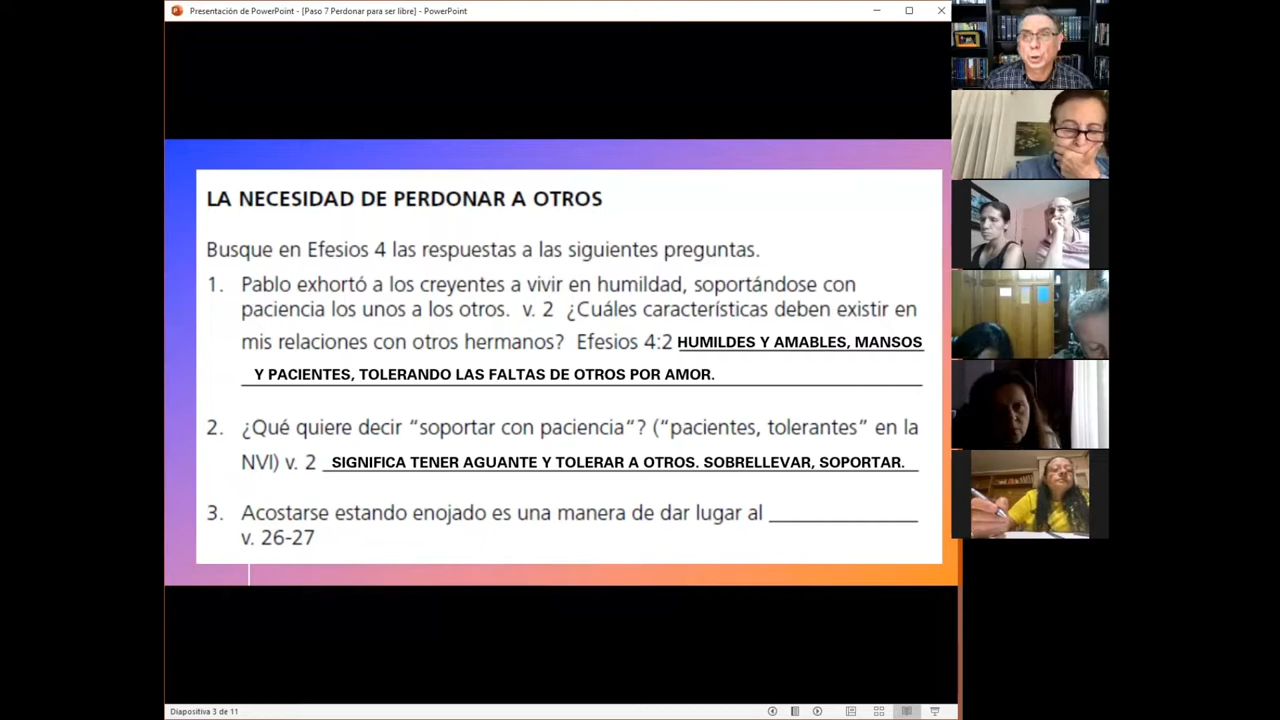 Presentación de PowerPoint - [Paso 7 Perdonar para ser libre] - PowerPoint
LA NECESIDAD DE PERDONAR A OTROS
Busque en Efesios 4 las respuestas a las siguientes preguntas.
1. Pablo exhortó a los creyentes a vivir en humildad, soportándose con
paciencia los unos a los otros. v. 2 ¿Cuáles características deben existir en
mis relaciones con otros hermanos? Efesios 4:2 HUMILDES Y AMABLES, MANSOS
Y PACIENTES, TOLERANDO LAS FALTAS DE OTROS POR AMOR.
2. ¿Qué quiere decir “soportar con paciencia“? (“pacientes, tolerantes” en la
NVI) v. 2 SIGNIFICA TENER AGUANTE Y TOLERAR A OTROS. SOBRELLEVAR, SOPORTAR.
3. Acostarse estando enojado es una manera de dar lugar al ______________
v. 26-27
Diapositiva 3 de 11